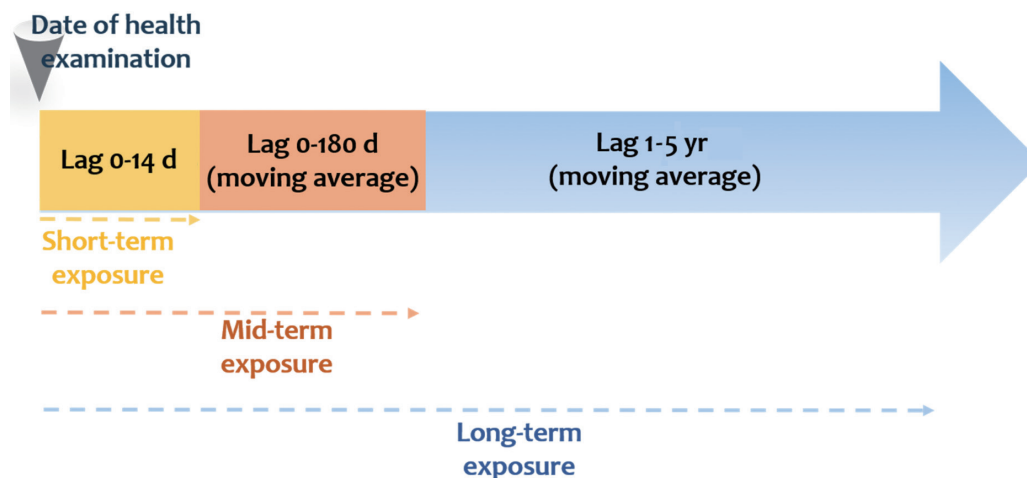 Date of health
examination
Lag 0-14 d
Lag 0-180 d
(moving average)
Lag 1-5 yr
(moving average)
Short-term
exposure
Mid-term
exposure
Long-term
exposure